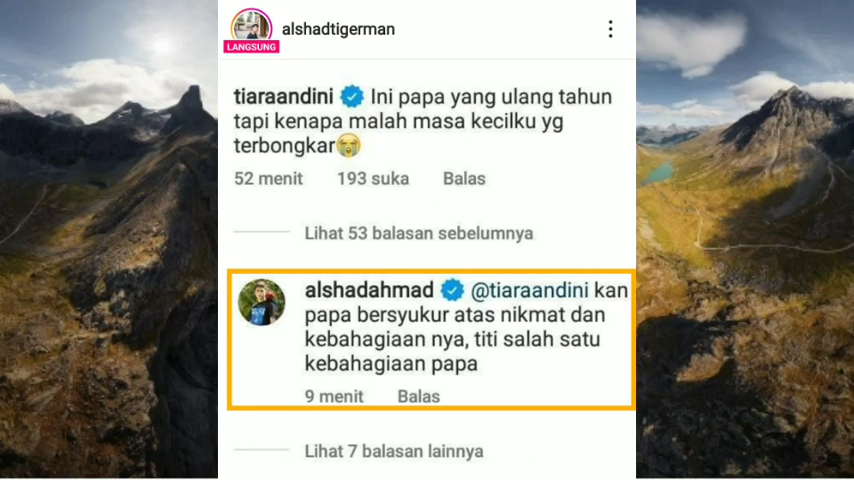 alshadtigerman
LANGSUNG
tiaraandini Ini papa yang ulang tahun
tapi kenapa malah masa kecilku yg
terbongkar😭
52 menit 193 suka Balas
Lihat 53 balasan sebelumnya
alshadahmad @tiaraandini kan
papa bersyukur atas nikmat dan
kebahagiaan nya, titi salah satu
kebahagiaan papa
9 menit Balas
Lihat 7 balasan lainnya